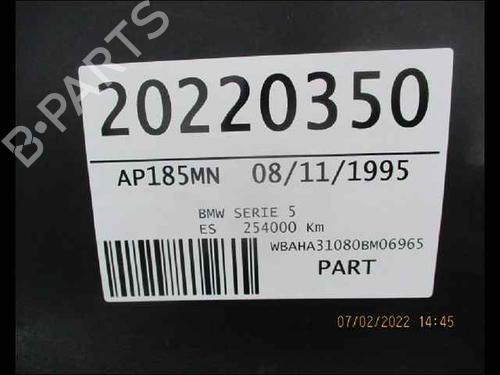 B-PARTS
20220350
AP185MN 08/11/1995
BMW SERIE 5
ES 254000 Km
WBAHA31080BM06965
PART
07/02/2022 14:45